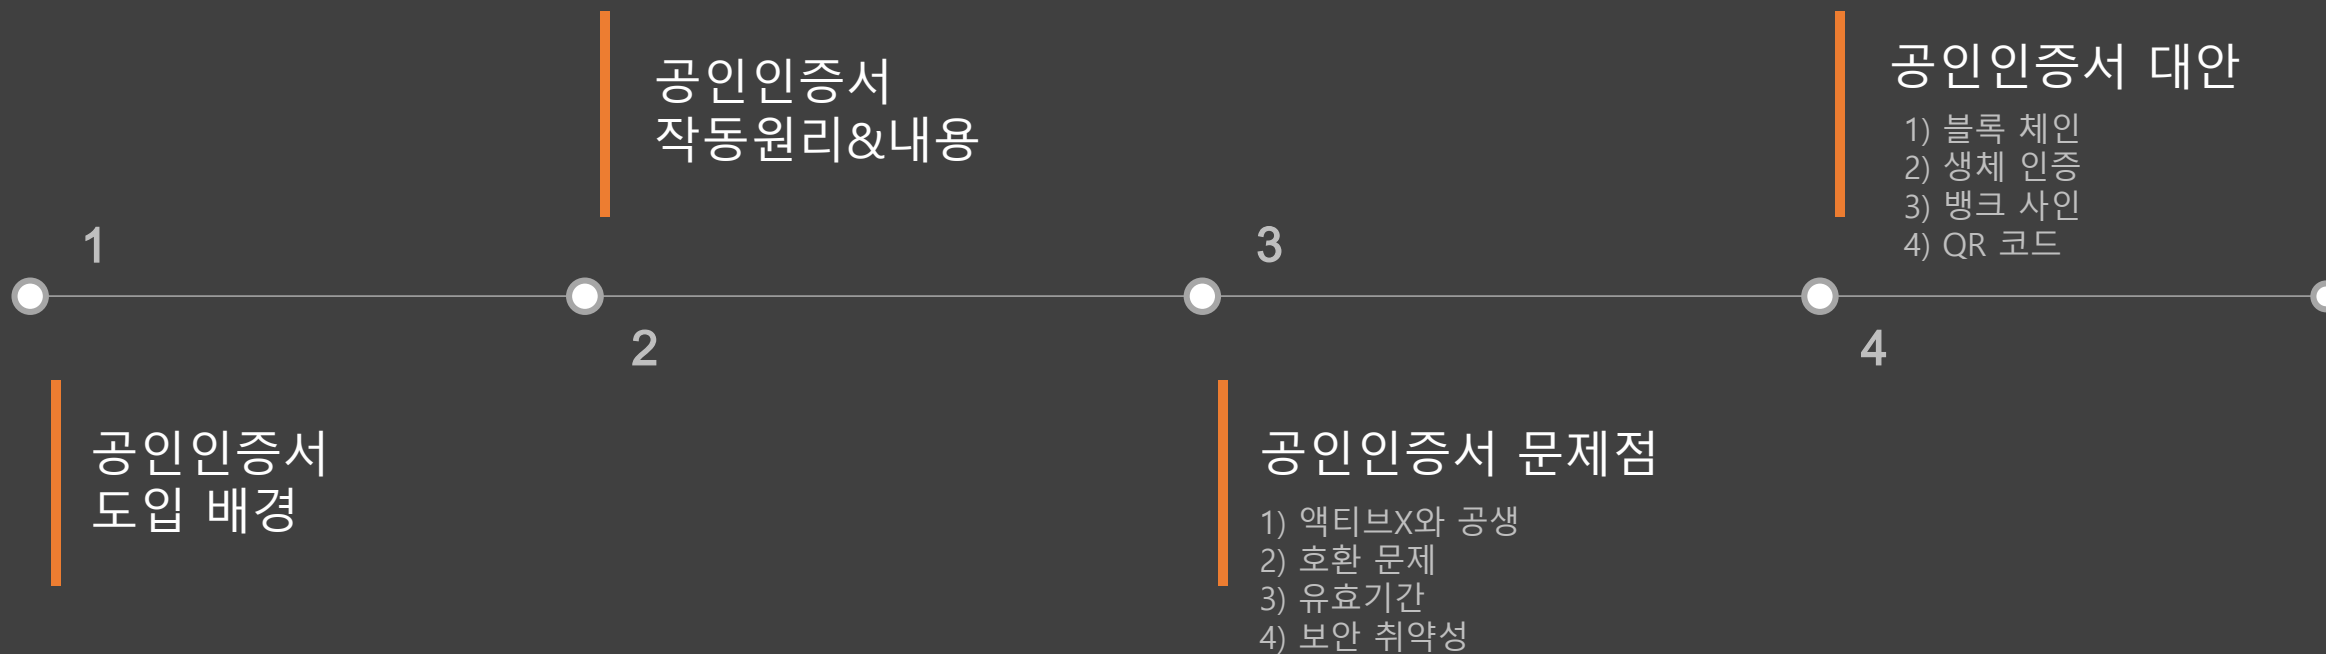 1
공인인증서
도입 배경
2
공인인증서
작동원리&내용
3
공인인증서 문제점
1) 액티브X와 공생
2) 호환 문제
3) 유효기간
4) 보안 취약성
4
공인인증서 대안
1) 블록 체인
2) 생체 인증
3) 뱅크 사인
4) QR 코드